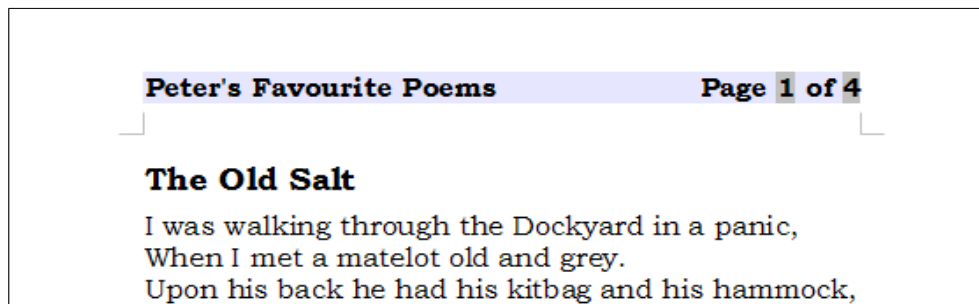 Peter's Favourite Poems Page 1 of 4
The Old Salt
I was walking through the Dockyard in a panic,
When I met a matelot old and grey.
Upon his back he had his kitbag and his hammock,